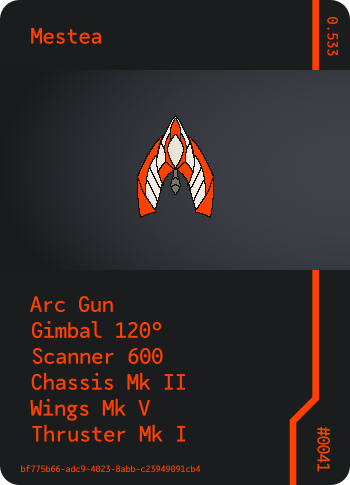 Mestea
0.533
Arc Gun
Gimbal 120°
Scanner 600
Chassis Mk II
Wings Mk V
Thruster Mk I
#0041
bf775b66-adc9-4023-8abb-c23949891cb4